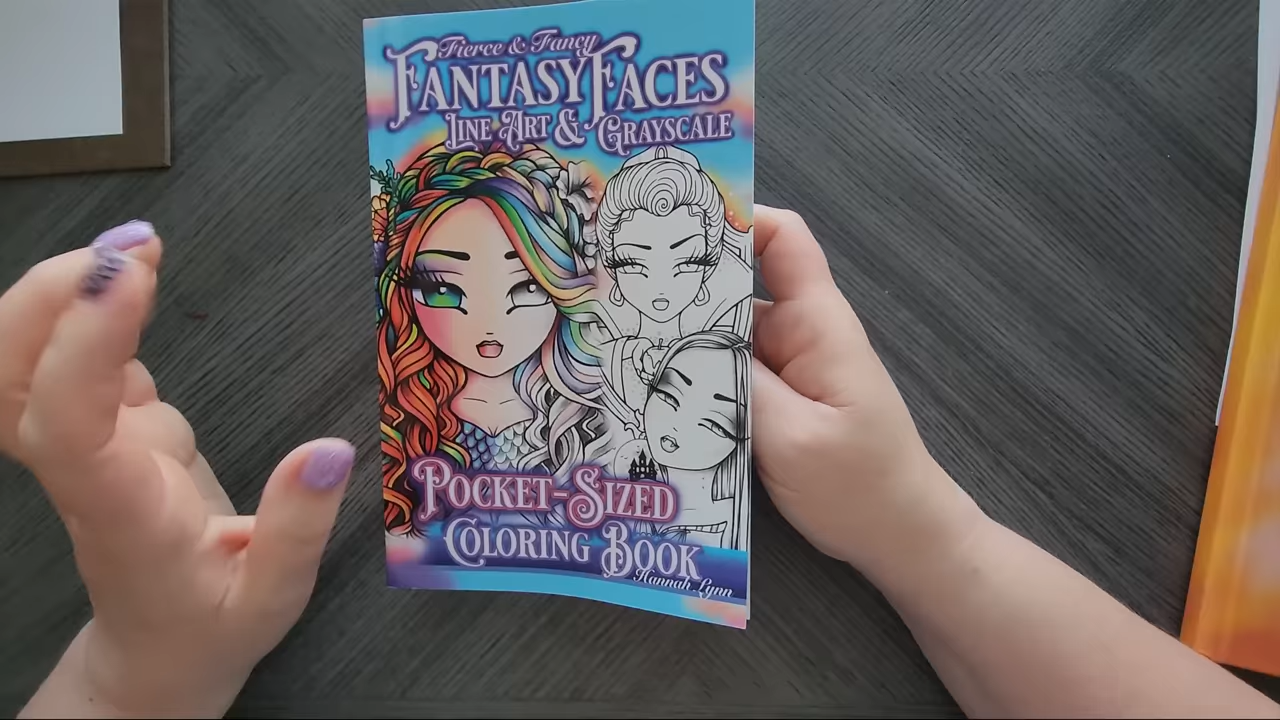 Fierce & Fancy
FANTASY FACES
LINE ART & GRAYSCALE
POCKET-SIZED
COLORING BOOK
Hannah Lynn